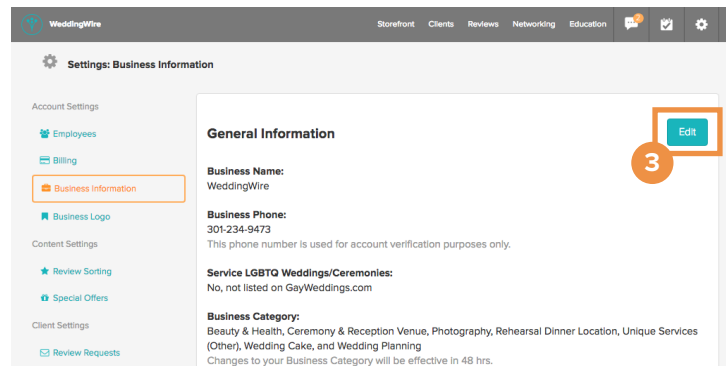 WeddingWire
Storefront Clients Reviews Networking Education 2
Settings: Business Information
Account Settings
Employees
Billing
Business Information
Business Logo
Content Settings
Review Sorting
Special Offers
Client Settings
Review Requests
General Information
Edit
3
Business Name:
WeddingWire
Business Phone:
301-234-9473
This phone number is used for account verification purposes only.
Service LGBTQ Weddings/Ceremonies:
No, not listed on GayWeddings.com
Business Category:
Beauty & Health, Ceremony & Reception Venue, Photography, Rehearsal Dinner Location, Unique Services
(Other), Wedding Cake, and Wedding Planning
Changes to your Business Category will be effective in 48 hrs.